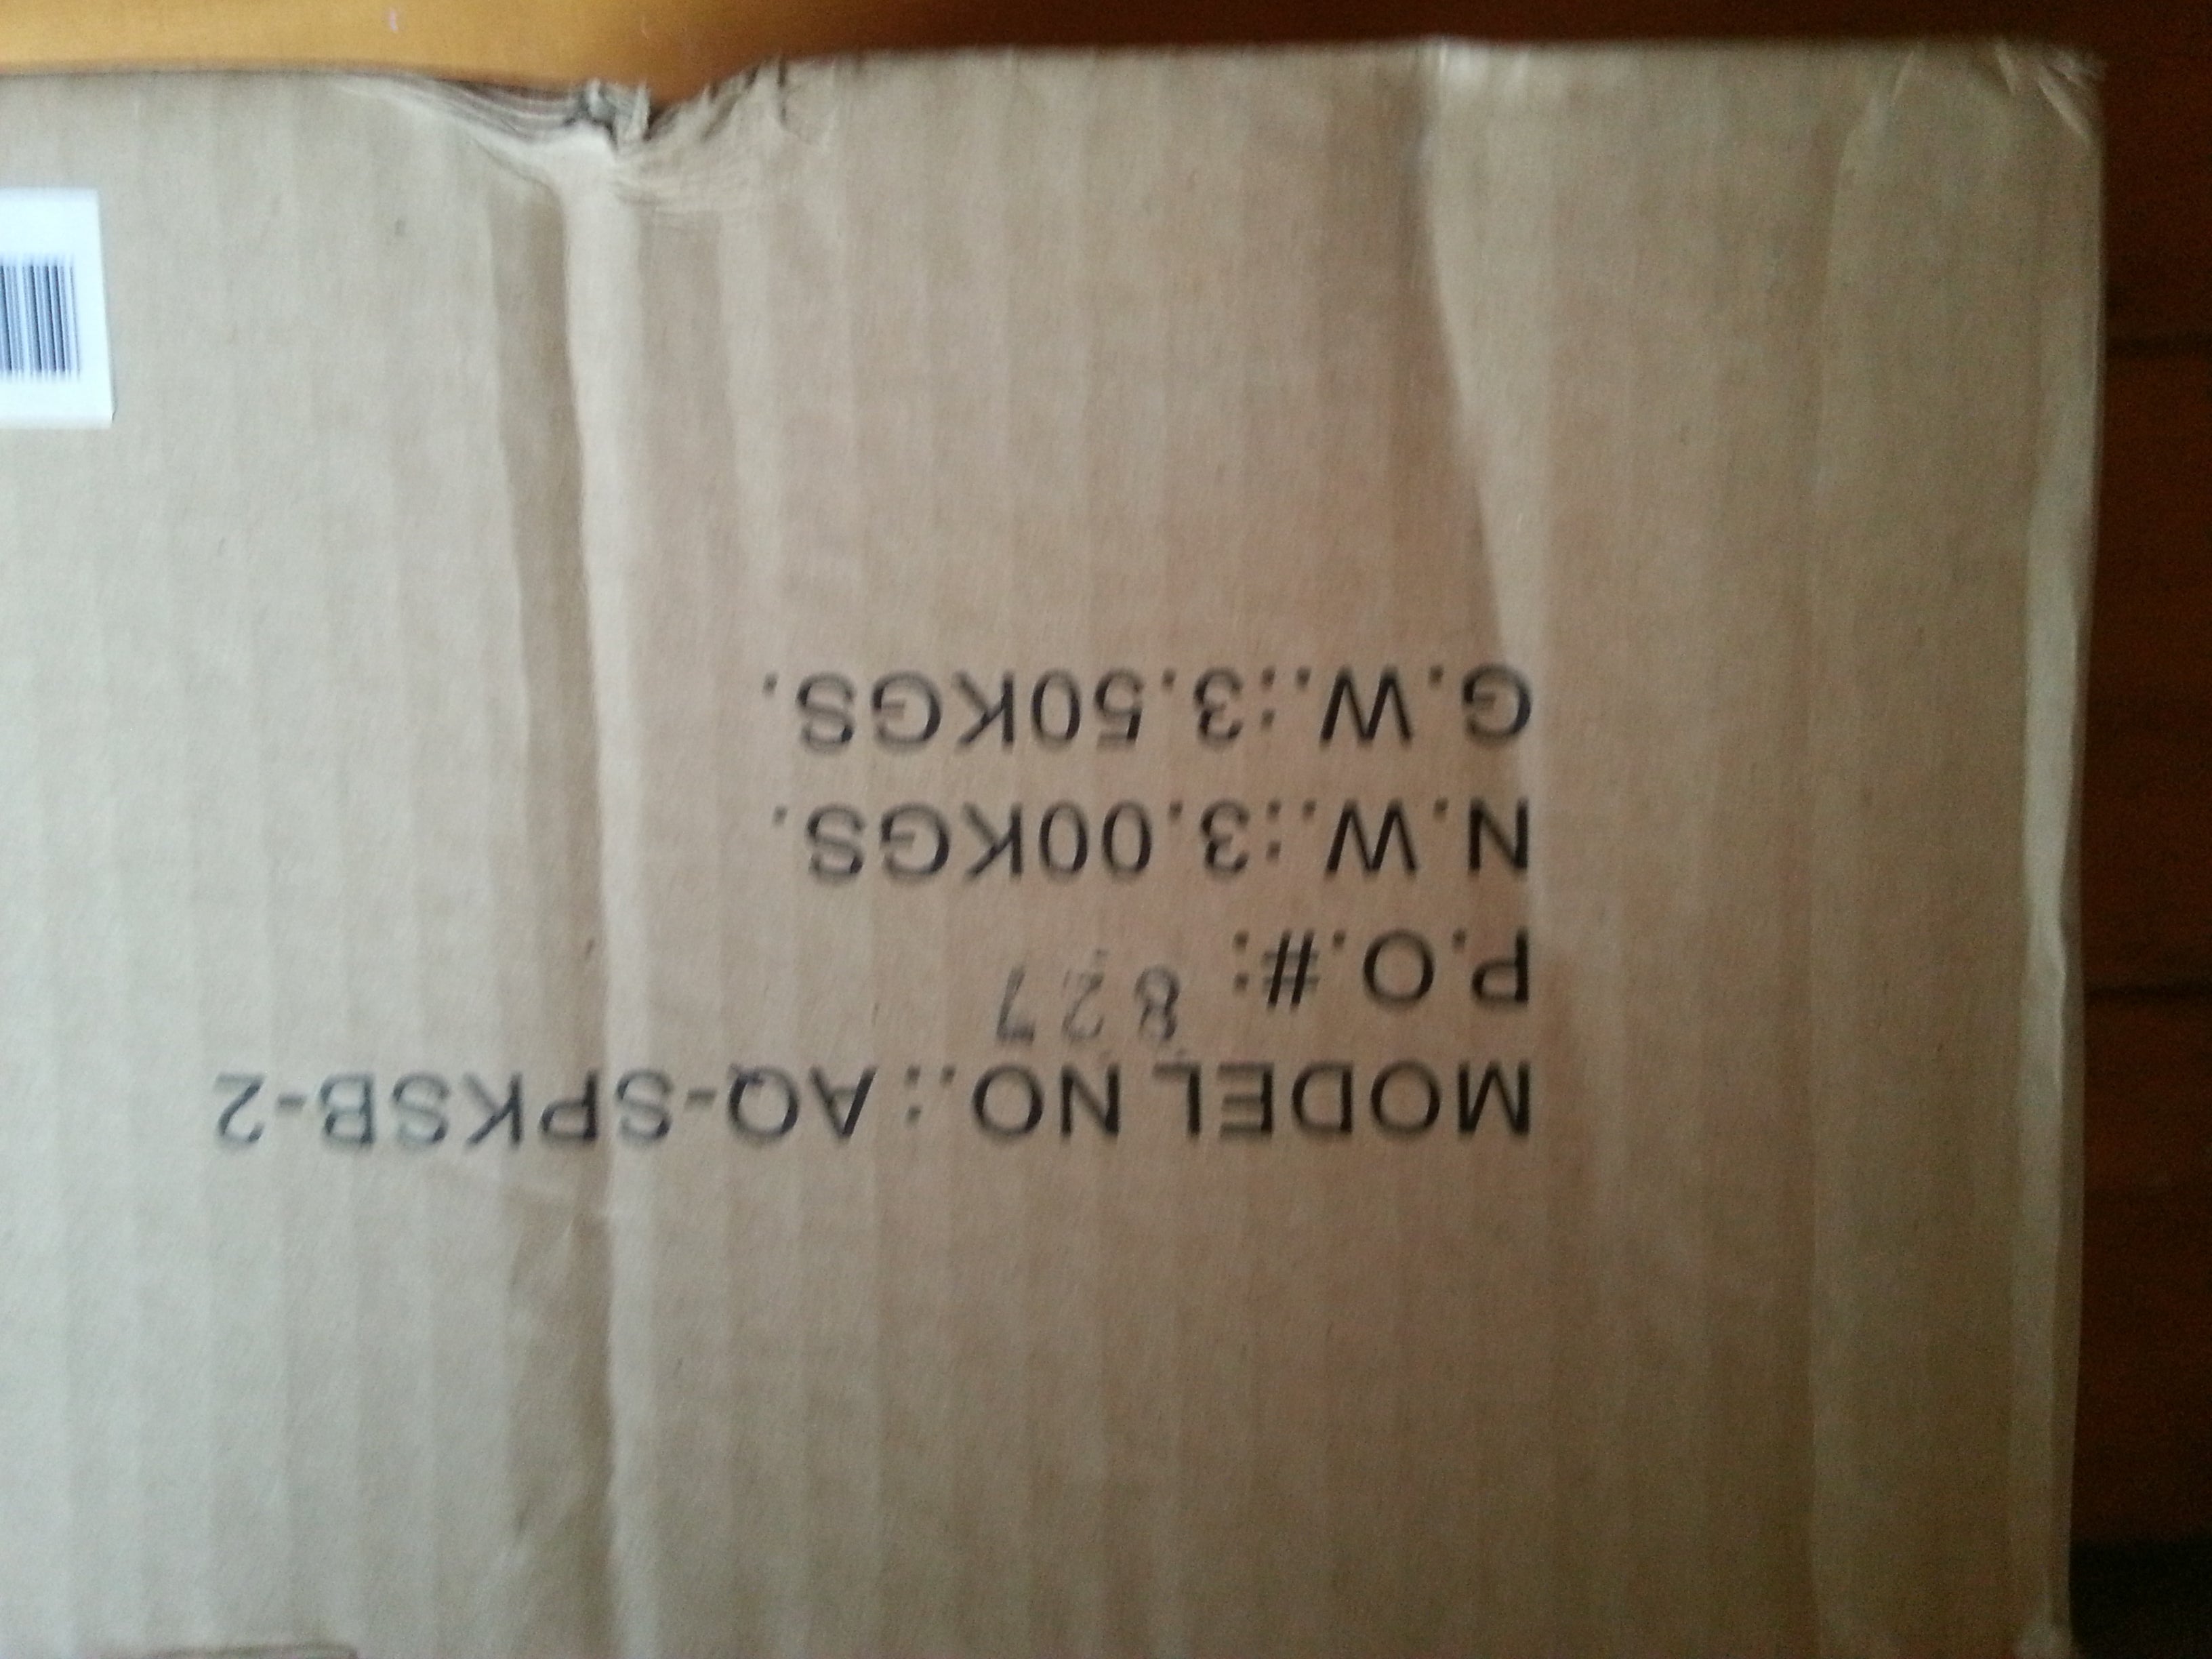 MODEL NO.:AQ-SPKSB-2
P.O.#: 827
N.W.:3.00KGS.
G.W.:3.50KGS.